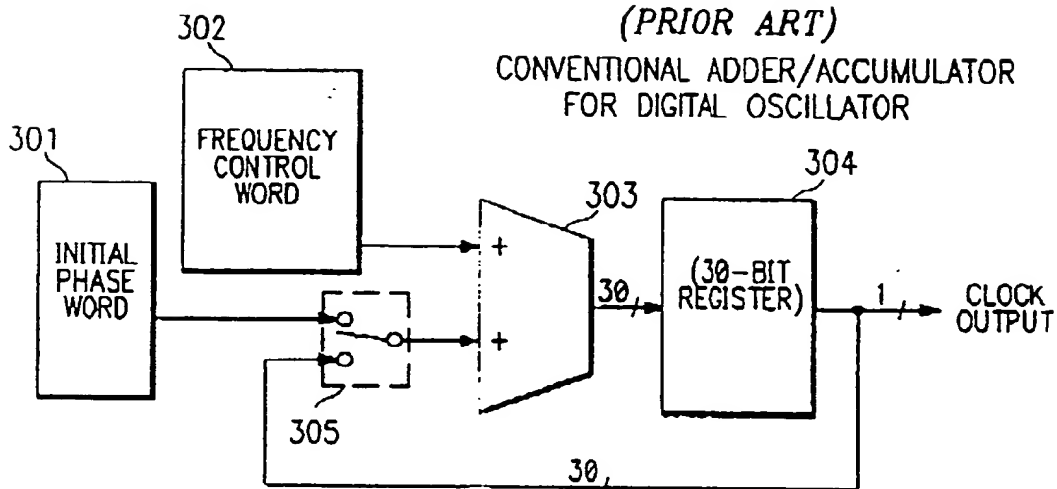 (PRIOR ART)
CONVENTIONAL ADDER/ACCUMULATOR
FOR DIGITAL OSCILLATOR
302
FREQUENCY
CONTROL
WORD
301
INITIAL
PHASE
WORD
303
+
+
304
(30-BIT
REGISTER)
30
1
CLOCK
OUTPUT
305
30